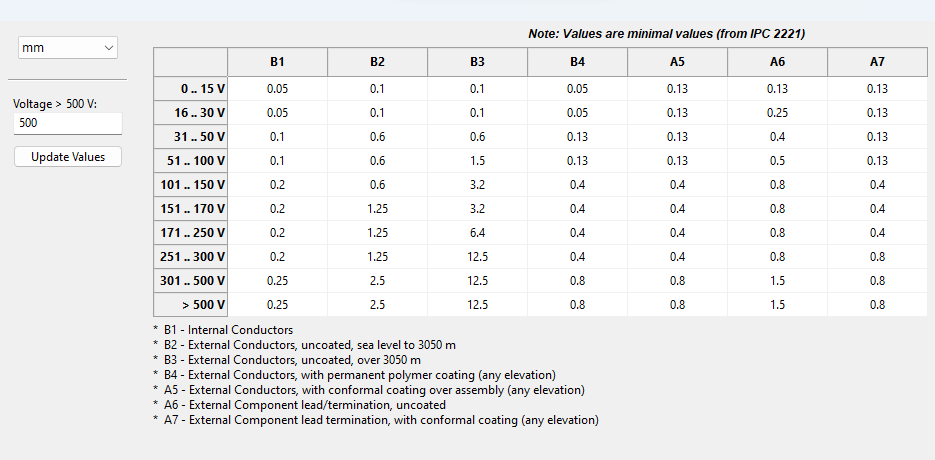 Note: Values are minimal values (from IPC 2221)
mm
Voltage > 500 V:
500
Update Values
B1 B2 B3 B4 A5 A6 A7
0 .. 15 V 0.05 0.1 0.1 0.05 0.13 0.13 0.13
16 .. 30 V 0.05 0.1 0.1 0.05 0.13 0.25 0.13
31 .. 50 V 0.1 0.6 0.6 0.13 0.13 0.4 0.13
51 .. 100 V 0.1 0.6 1.5 0.13 0.13 0.5 0.13
101 .. 150 V 0.2 0.6 3.2 0.4 0.4 0.8 0.4
151 .. 170 V 0.2 1.25 3.2 0.4 0.4 0.8 0.4
171 .. 250 V 0.2 1.25 6.4 0.4 0.4 0.8 0.4
251 .. 300 V 0.2 1.25 12.5 0.4 0.4 0.8 0.8
301 .. 500 V 0.25 2.5 12.5 0.8 0.8 1.5 0.8
> 500 V 0.25 2.5 12.5 0.8 0.8 1.5 0.8
* B1 - Internal Conductors
* B2 - External Conductors, uncoated, sea level to 3050 m
* B3 - External Conductors, uncoated, over 3050 m
* B4 - External Conductors, with permanent polymer coating (any elevation)
* A5 - External Conductors, with conformal coating over assembly (any elevation)
* A6 - External Component lead/termination, uncoated
* A7 - External Component lead termination, with conformal coating (any elevation)